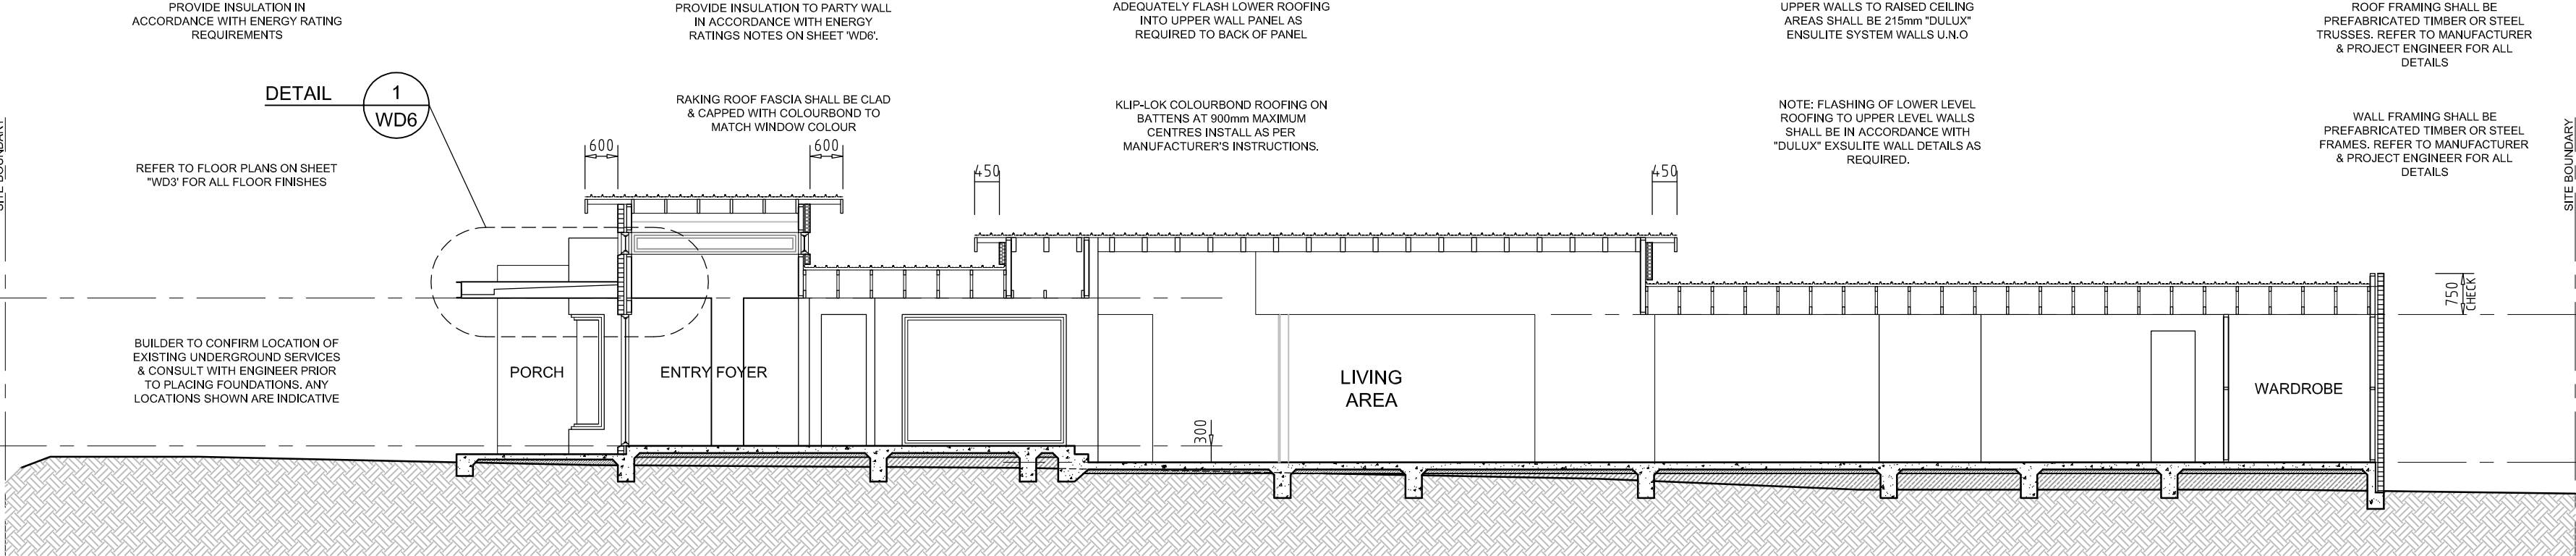 PROVIDE INSULATION IN
ACCORDANCE WITH ENERGY RATING
REQUIREMENTS
PROVIDE INSULATION TO PARTY WALL
IN ACCORDANCE WITH ENERGY
RATINGS NOTES ON SHEET 'WD6'.
ADEQUATELY FLASH LOWER ROOFING
INTO UPPER WALL PANEL AS
REQUIRED TO BACK OF PANEL
UPPER WALLS TO RAISED CEILING
AREAS SHALL BE 215mm "DULUX"
ENSULITE SYSTEM WALLS U.N.O
ROOF FRAMING SHALL BE
PREFABRICATED TIMBER OR STEEL
TRUSSES. REFER TO MANUFACTURER
& PROJECT ENGINEER FOR ALL
DETAILS
DETAIL
1
WD6
RAKING ROOF FASCIA SHALL BE CLAD
& CAPPED WITH COLOURBOND TO
MATCH WINDOW COLOUR
KLIP-LOK COLOURBOND ROOFING ON
BATTENS AT 900mm MAXIMUM
CENTRES INSTALL AS PER
MANUFACTURER'S INSTRUCTIONS.
NOTE: FLASHING OF LOWER LEVEL
ROOFING TO UPPER LEVEL WALLS
SHALL BE IN ACCORDANCE WITH
"DULUX" EXSULITE WALL DETAILS AS
REQUIRED.
WALL FRAMING SHALL BE
PREFABRICATED TIMBER OR STEEL
FRAMES. REFER TO MANUFACTURER
& PROJECT ENGINEER FOR ALL
DETAILS
SITE BOUNDARY
SITE BOUNDARY
REFER TO FLOOR PLANS ON SHEET
"WD3' FOR ALL FLOOR FINISHES
600
600
450
450
750
CHECK
BUILDER TO CONFIRM LOCATION OF
EXISTING UNDERGROUND SERVICES
& CONSULT WITH ENGINEER PRIOR
TO PLACING FOUNDATIONS. ANY
LOCATIONS SHOWN ARE INDICATIVE
PORCH
ENTRY FOYER
LIVING
AREA
WARDROBE
300